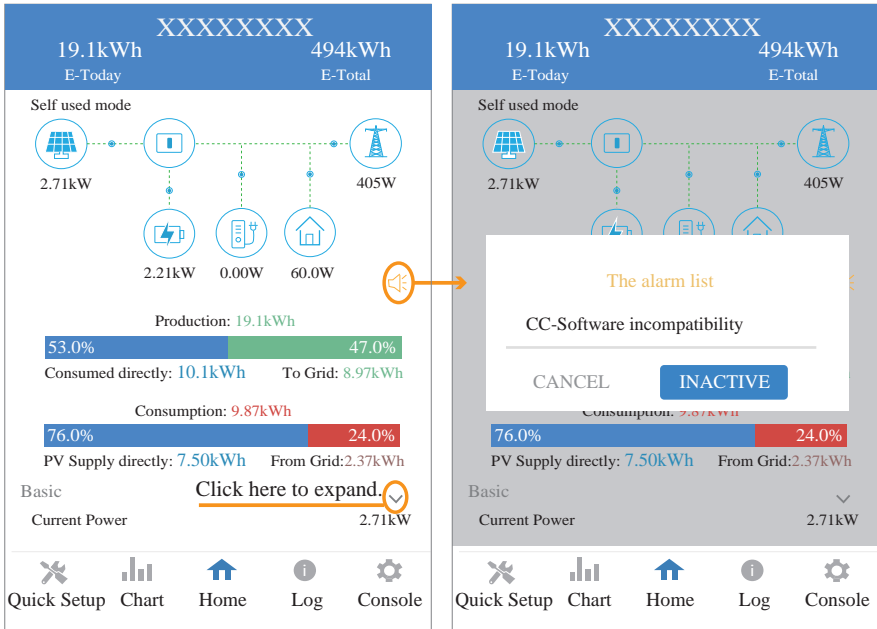 XXXXXXXX
19.1kWh 494kWh
E-Today E-Total
Self used mode
2.71kW 405W
2.21kW 0.00W 60.0W
Production: 19.1kWh
53.0% 47.0%
Consumed directly: 10.1kWh To Grid: 8.97kWh
Consumption: 9.87kWh
76.0% 24.0%
PV Supply directly: 7.50kWh From Grid:2.37kWh
Basic Click here to expand.
Current Power 2.71kW
Quick Setup Chart Home Log Console
XXXXXXXX
19.1kWh 494kWh
E-Today E-Total
Self used mode
2.71kW 405W
The alarm list
CC-Software incompatibility
CANCEL INACTIVE
Consumption: 9.87kWh
76.0% 24.0%
PV Supply directly: 7.50kWh From Grid:2.37kWh
Basic
Current Power 2.71kW
Quick Setup Chart Home Log Console